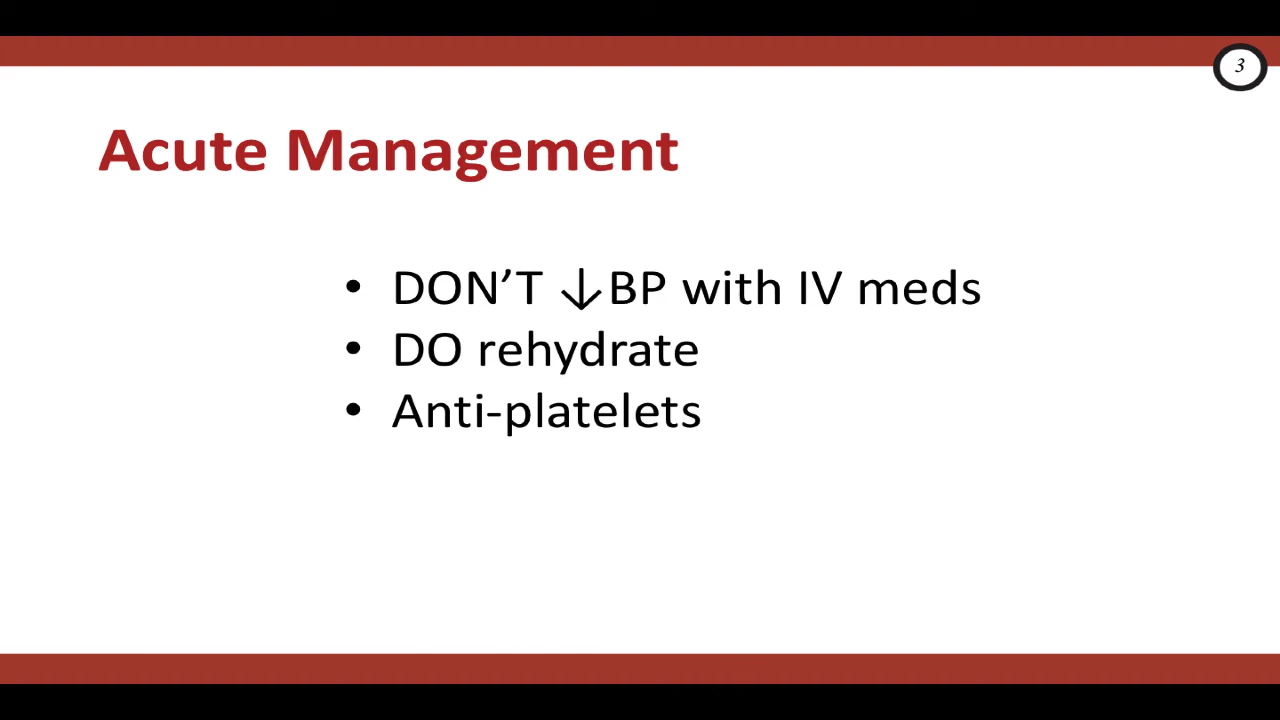 3
Acute Management
• DON’T ↓BP with IV meds
• DO rehydrate
• Anti-platelets